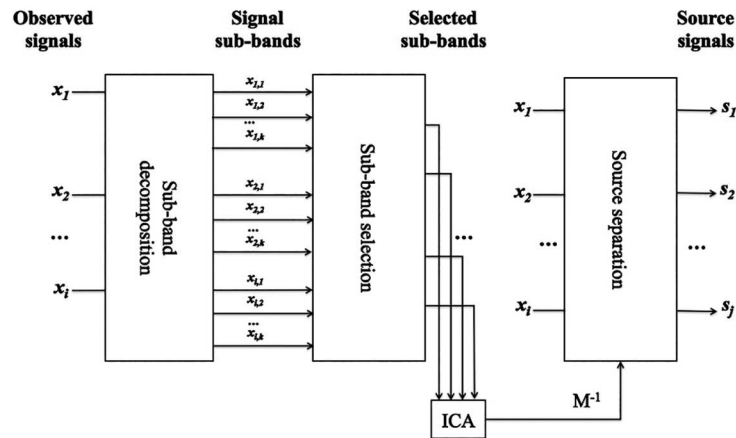 Observed signals
Signal sub-bands
Selected sub-bands
Source signals
x1
x2
...
xi
Sub-band decomposition
x1,1
x1,2
...
x1,k
x2,1
x2,2
...
x2,k
xi,1
xi,2
...
xi,k
Sub-band selection
...
ICA
M-1
x1
x2
...
xi
Source separation
s1
s2
...
sj